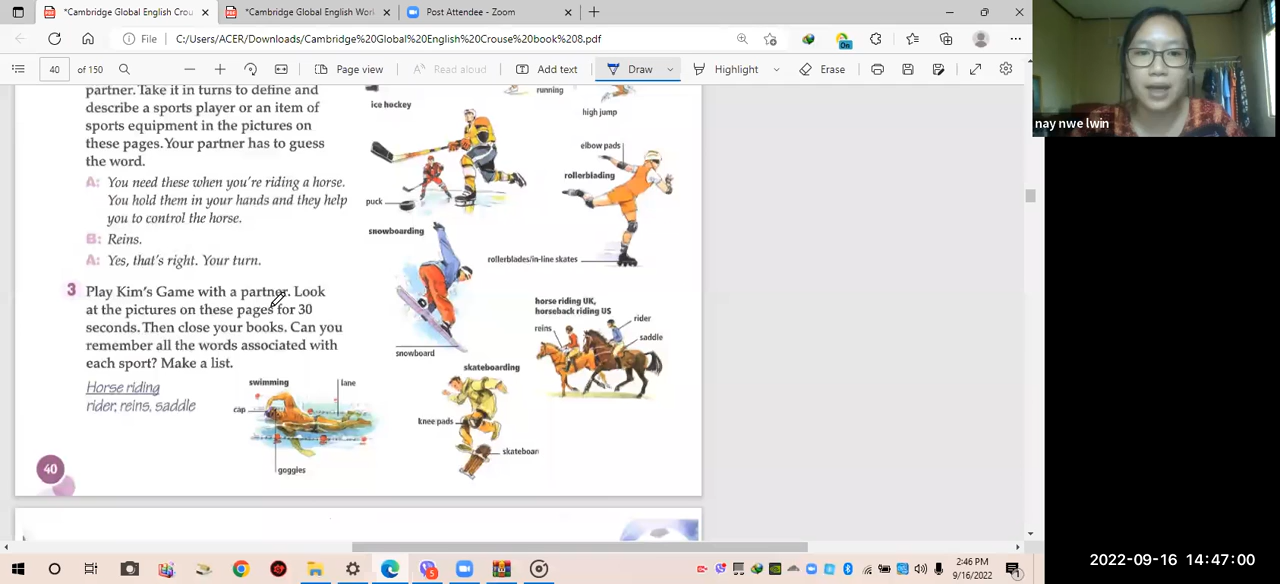 *Cambridge Global English Crou
*Cambridge Global English Work
Post Attendee - Zoom
File
C:/Users/ACER/Downloads/Cambridge%20Global%20English%20Crouse%20book%208.pdf
On
40 of 150
Page view
Read aloud
Add text
Draw
Highlight
Erase
nay nwe lwin
partner. Take it in turns to define and
describe a sports player or an item of
sports equipment in the pictures on
these pages. Your partner has to guess
the word.
A: You need these when you're riding a horse.
You hold them in your hands and they help
you to control the horse.
B: Reins.
A: Yes, that's right. Your turn.
3 Play Kim's Game with a partner. Look
at the pictures on these pages for 30
seconds. Then close your books. Can you
remember all the words associated with
each sport? Make a list.
Horse riding
rider, reins, saddle
ice hockey
running
high jump
puck
elbow pads
rollerblading
rollerblades/in-line skates
snowboarding
snowboard
horse riding UK,
horseback riding US
reins
rider
saddle
swimming
lane
cap
goggles
skateboarding
knee pads
skateboar
40
2:46 PM
9/16/2022
2022-09-16 14:47:00